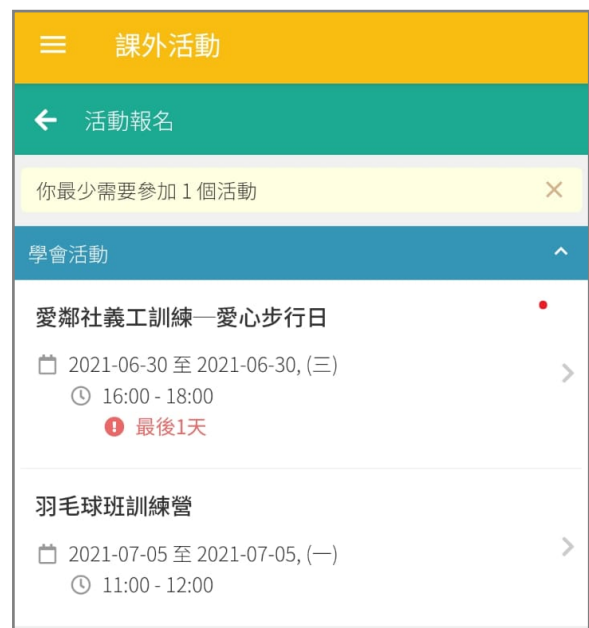 課外活動
活動報名
你最少需要參加 1 個活動
學會活動
愛鄰社義工訓練—愛心步行日
2021-06-30 至 2021-06-30, (三)
16:00 - 18:00
最後1天
羽毛球班訓練營
2021-07-05 至 2021-07-05, (一)
11:00 - 12:00